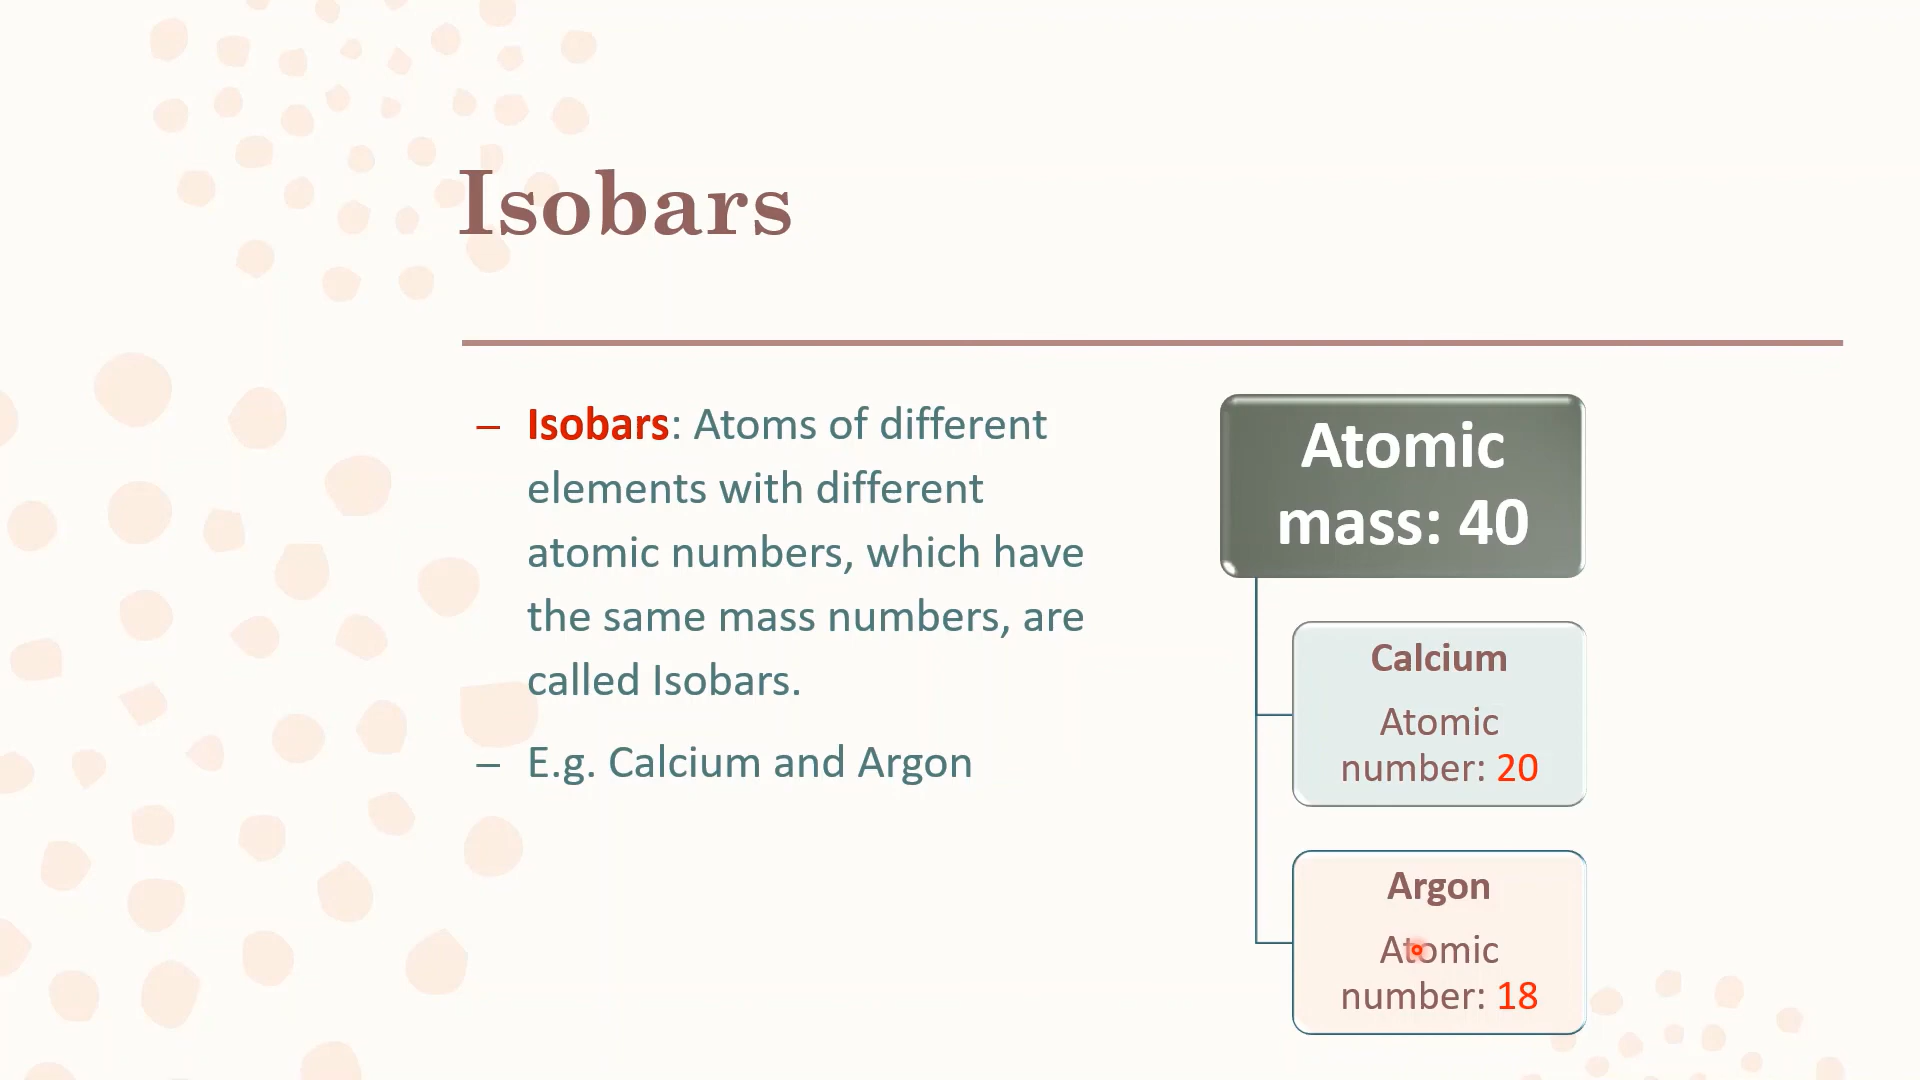 Isobars
– Isobars: Atoms of different
elements with different
atomic numbers, which have
the same mass numbers, are
called Isobars.
– E.g. Calcium and Argon
Atomic
mass: 40
Calcium
Atomic
number: 20
Argon
Atomic
number: 18